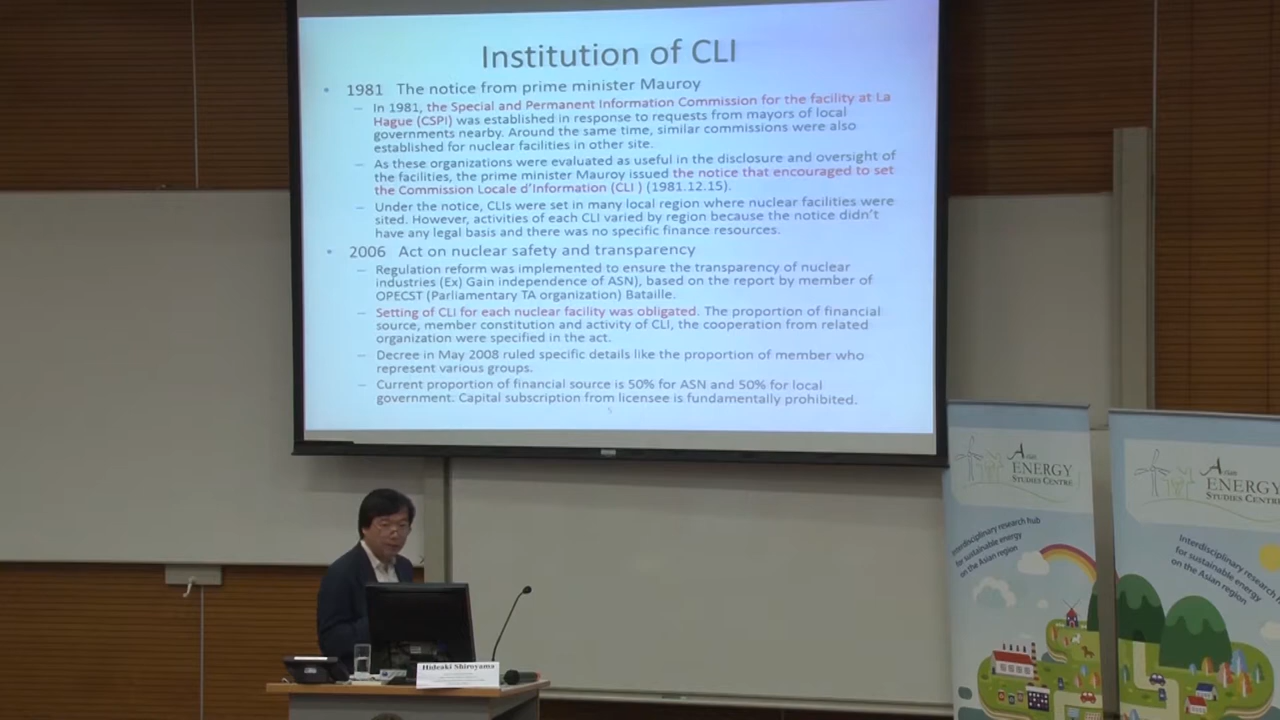 Institution of CLI
• 1981 The notice from prime minister Mauroy
– In 1981, the Special and Permanent Information Commission for the facility at La
Hague (CSPI) was established in response to requests from mayors of local
governments nearby. Around the same time, similar commissions were also
established for nuclear facilities in other site.
– As these organizations were evaluated as useful in the disclosure and oversight of
the facilities, the prime minister Mauroy issued the notice that encouraged to set
the Commission Locale d'Information (CLI ) (1981.12.15).
– Under the notice, CLIs were set in many local region where nuclear facilities were
sited. However, activities of each CLI varied by region because the notice didn't
have any legal basis and there was no specific finance resources.
• 2006 Act on nuclear safety and transparency
– Regulation reform was implemented to ensure the transparency of nuclear
industries (Ex) Gain independence of ASN), based on the report by member of
OPECST (Parliamentary TA organization) Bataille.
– Setting of CLI for each nuclear facility was obligated. The proportion of financial
source, member constitution and activity of CLI, the cooperation from related
organization were specified in the act.
– Decree in May 2008 ruled specific details like the proportion of member who
represent various groups.
– Current proportion of financial source is 50% for ASN and 50% for local
government. Capital subscription from licensee is fundamentally prohibited.
5
Hideaki Shiroyama
Asian
ENERGY
STUDIES CENTRE
Interdisciplinary research hub
for sustainable energy
on the Asian region
Asian
ENERGY
STUDIES CENTRE
Interdisciplinary research
for sustainable energy
on the Asian region